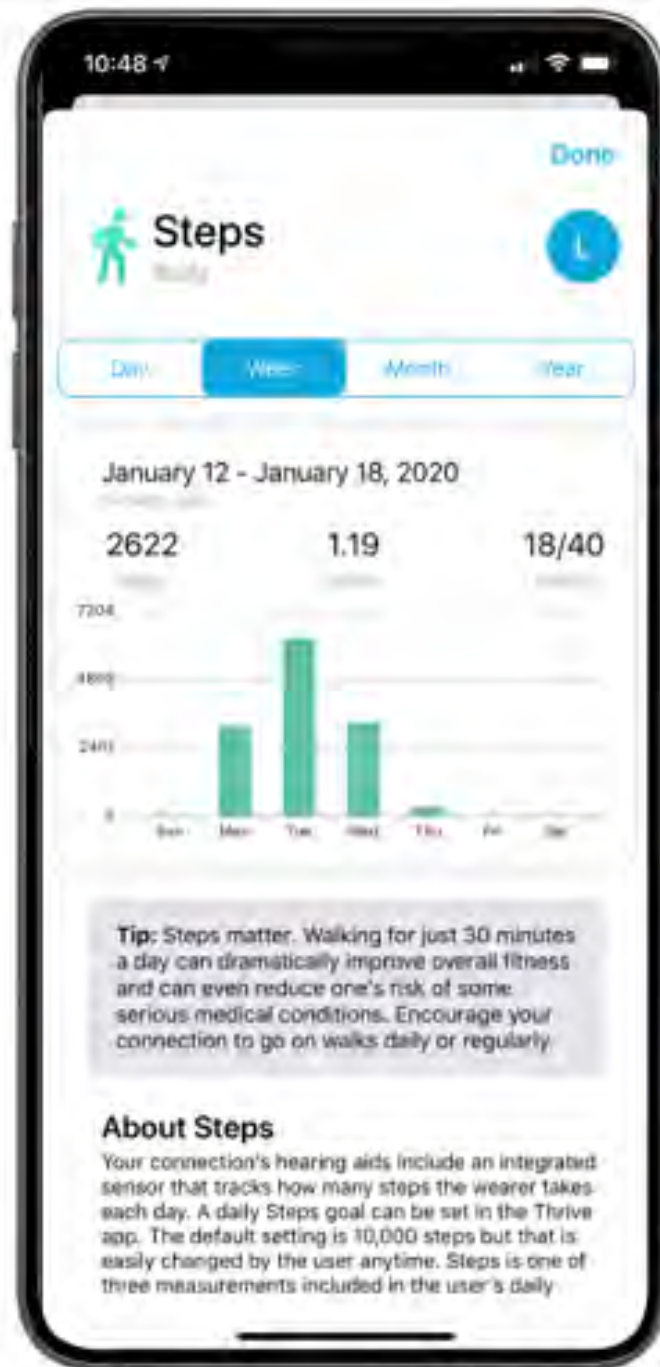 10:48
Done
Steps
Body
L
Day Week Month Year
January 12 - January 18, 2020
2622 1.19 18/40
7204
2401
0
Sun Mon Tue Wed Thu Fri Sat
Tip: Steps matter. Walking for just 30 minutes
a day can dramatically improve overall fitness
and can even reduce one's risk of some
serious medical conditions. Encourage your
connection to go on walks daily or regularly.
About Steps
Your connection's hearing aids include an integrated
sensor that tracks how many steps the wearer takes
each day. A daily Steps goal can be set in the Thrive
app. The default setting is 10,000 steps but that is
easily changed by the user anytime. Steps is one of
three measurements included in the user's daily